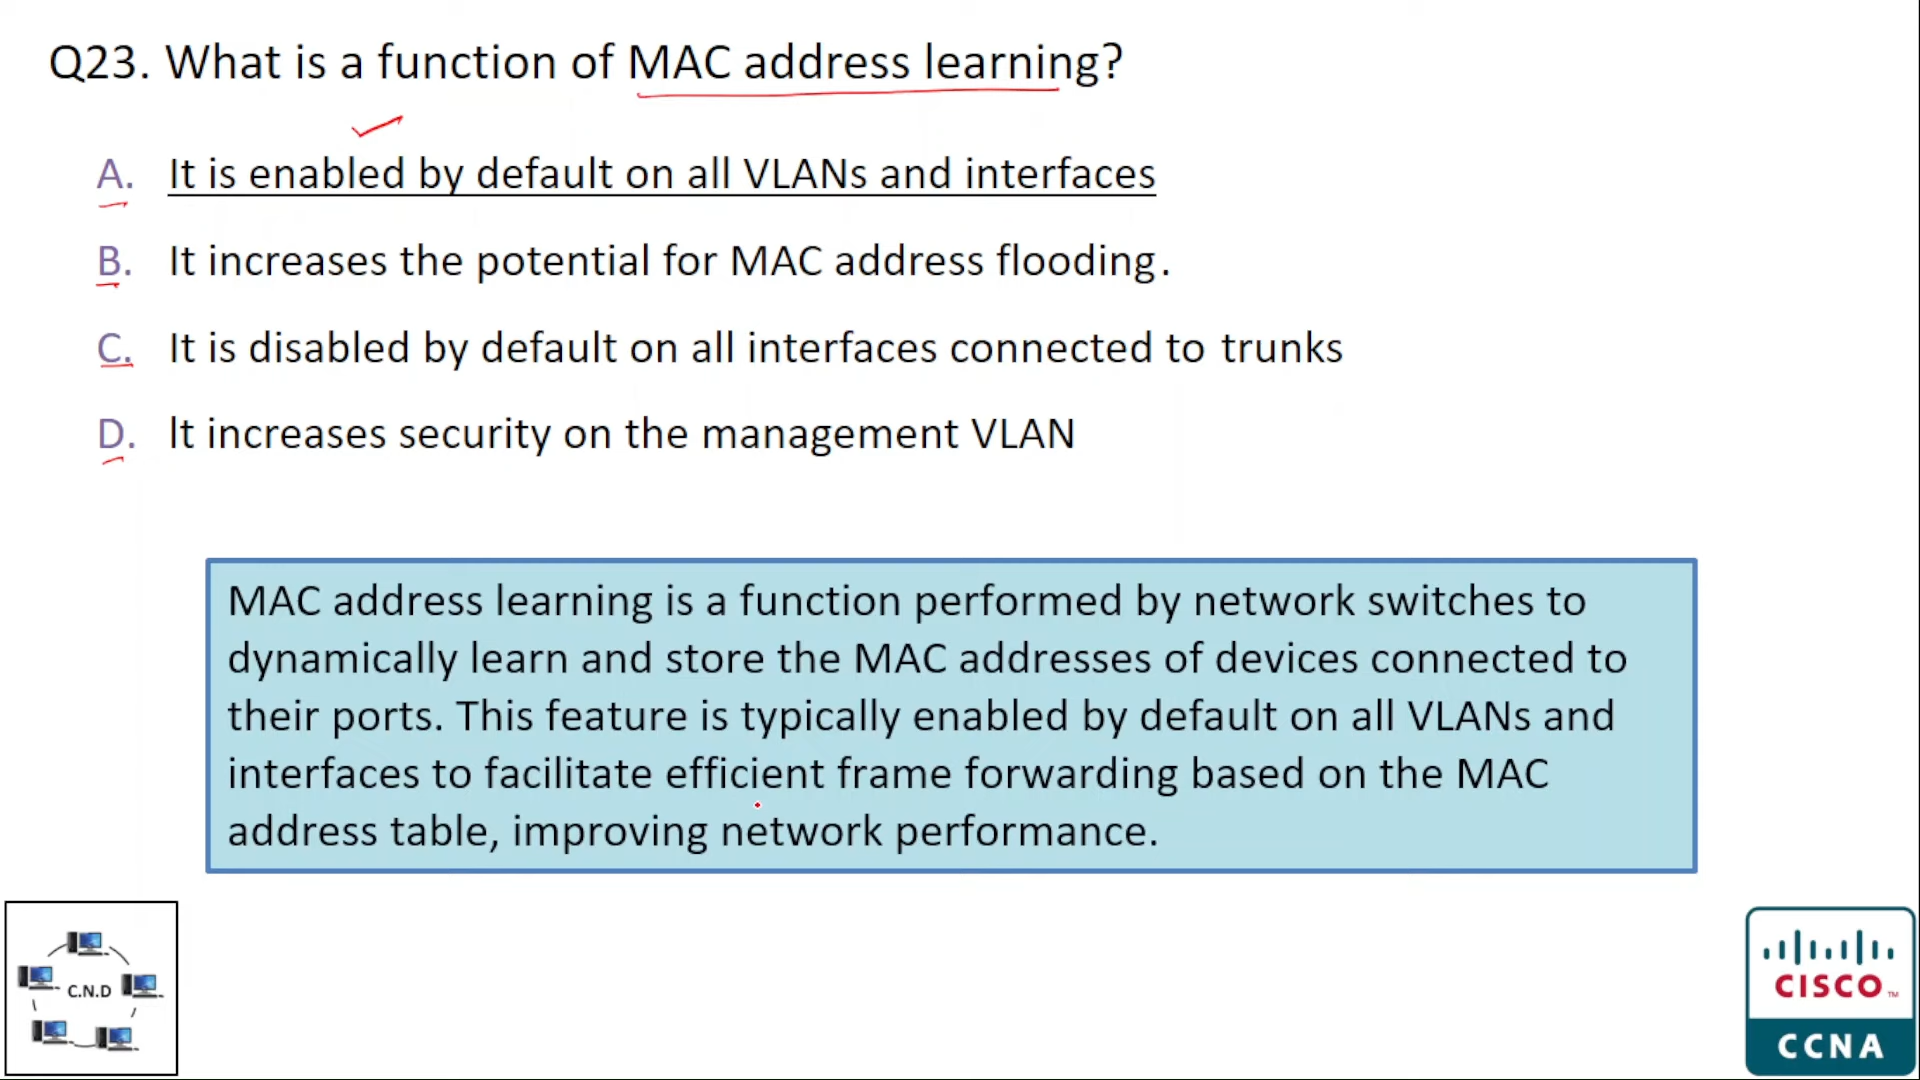 Q23. What is a function of MAC address learning?
A. It is enabled by default on all VLANs and interfaces
B. It increases the potential for MAC address flooding.
C. It is disabled by default on all interfaces connected to trunks
D. It increases security on the management VLAN
MAC address learning is a function performed by network switches to
dynamically learn and store the MAC addresses of devices connected to
their ports. This feature is typically enabled by default on all VLANs and
interfaces to facilitate efficient frame forwarding based on the MAC
address table, improving network performance.
C.N.D
CISCO™
CCNA